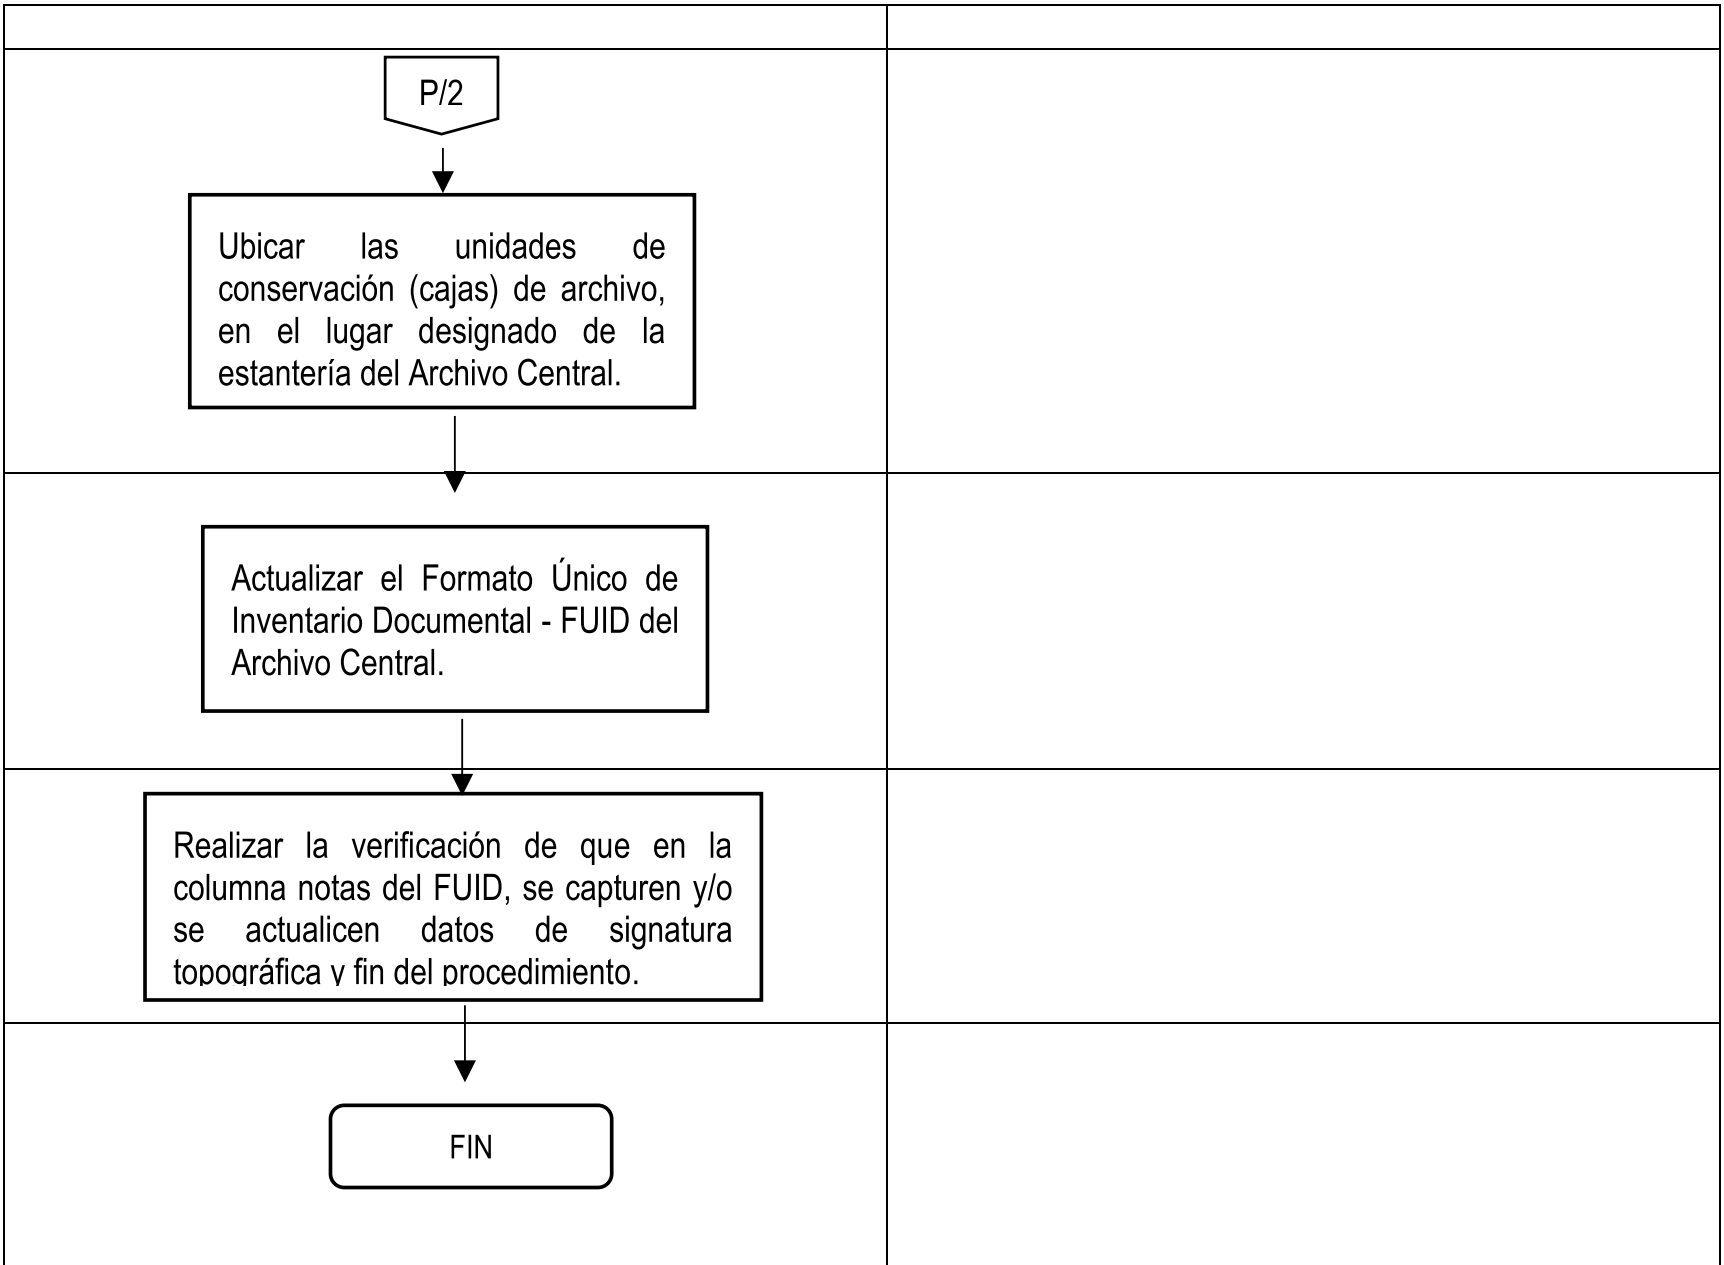 P/2
Ubicar las unidades de
conservación (cajas) de archivo,
en el lugar designado de la
estantería del Archivo Central.
Actualizar el Formato Único de
Inventario Documental - FUID del
Archivo Central.
Realizar la verificación de que en la
columna notas del FUID, se capturen y/o
se actualicen datos de signatura
topográfica y fin del procedimiento.
FIN